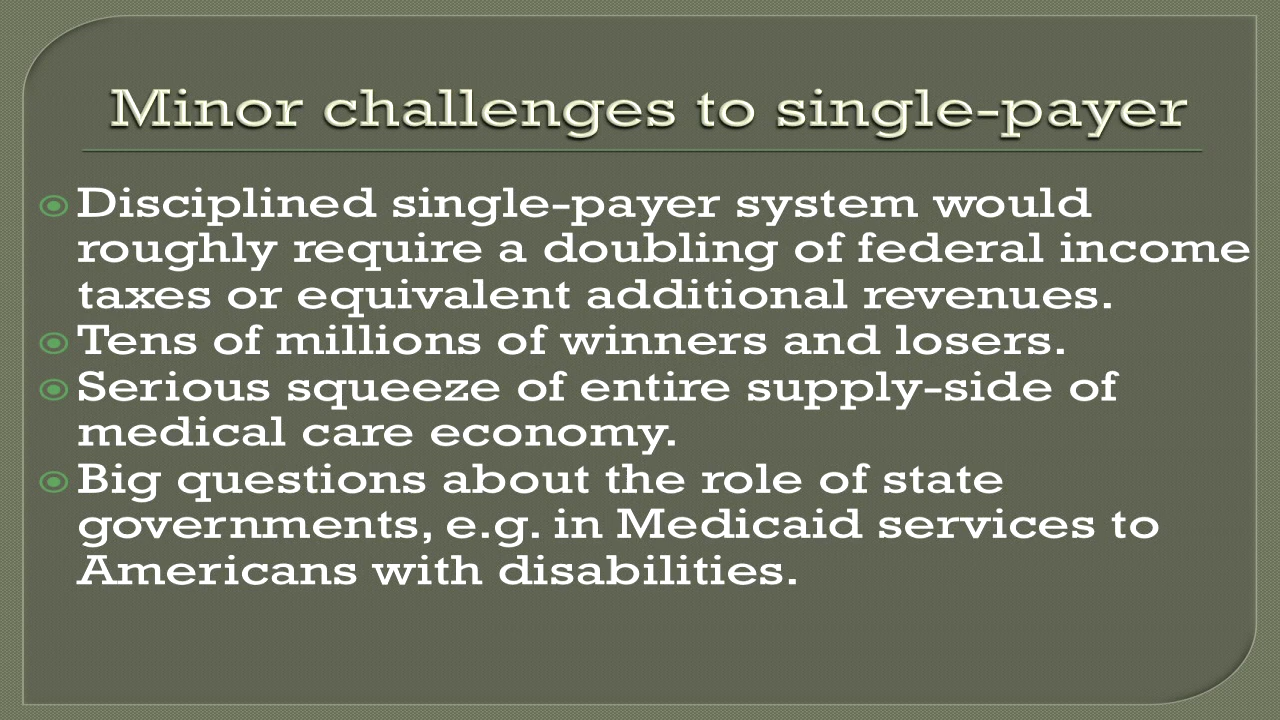 Minor challenges to single-payer
Disciplined single-payer system would
roughly require a doubling of federal income
taxes or equivalent additional revenues.
Tens of millions of winners and losers.
Serious squeeze of entire supply-side of
medical care economy.
Big questions about the role of state
governments, e.g. in Medicaid services to
Americans with disabilities.